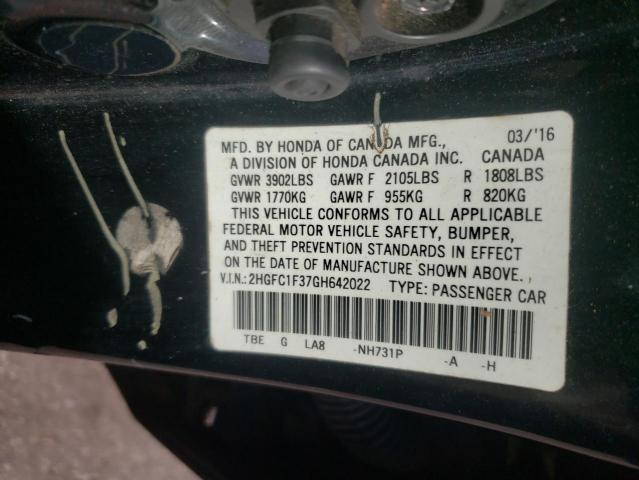 MFD. BY HONDA OF CANADA MFG., 03/'16
A DIVISION OF HONDA CANADA INC. CANADA
GVWR 3902LBS GAWR F 2105LBS R 1808LBS
GVWR 1770KG GAWR F 955KG R 820KG
THIS VEHICLE CONFORMS TO ALL APPLICABLE
FEDERAL MOTOR VEHICLE SAFETY, BUMPER,
AND THEFT PREVENTION STANDARDS IN EFFECT
ON THE DATE OF MANUFACTURE SHOWN ABOVE.
V.I.N.:2HGFC1F37GH642022 TYPE: PASSENGER CAR
TBE G LA8 -NH731P -A -H